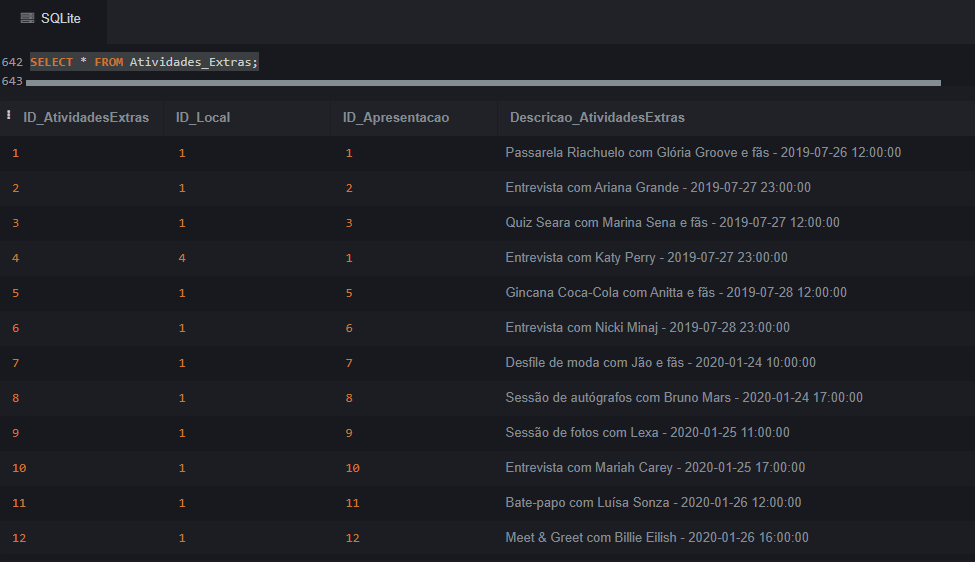 SQLite
642 SELECT * FROM Atividades_Extras;
643
ID_AtividadesExtras ID_Local ID_Apresentacao Descricao_AtividadesExtras
1 1 1 Passarela Riachuelo com Glória Groove e fãs - 2019-07-26 12:00:00
2 1 2 Entrevista com Ariana Grande - 2019-07-27 23:00:00
3 1 3 Quiz Seara com Marina Sena e fãs - 2019-07-27 12:00:00
4 4 1 Entrevista com Katy Perry - 2019-07-27 23:00:00
5 1 5 Gincana Coca-Cola com Anitta e fãs - 2019-07-28 12:00:00
6 1 6 Entrevista com Nicki Minaj - 2019-07-28 23:00:00
7 1 7 Desfile de moda com Jão e fãs - 2020-01-24 10:00:00
8 1 8 Sessão de autógrafos com Bruno Mars - 2020-01-24 17:00:00
9 1 9 Sessão de fotos com Lexa - 2020-01-25 11:00:00
10 1 10 Entrevista com Mariah Carey - 2020-01-25 17:00:00
11 1 11 Bate-papo com Luísa Sonza - 2020-01-26 12:00:00
12 1 12 Meet & Greet com Billie Eilish - 2020-01-26 16:00:00